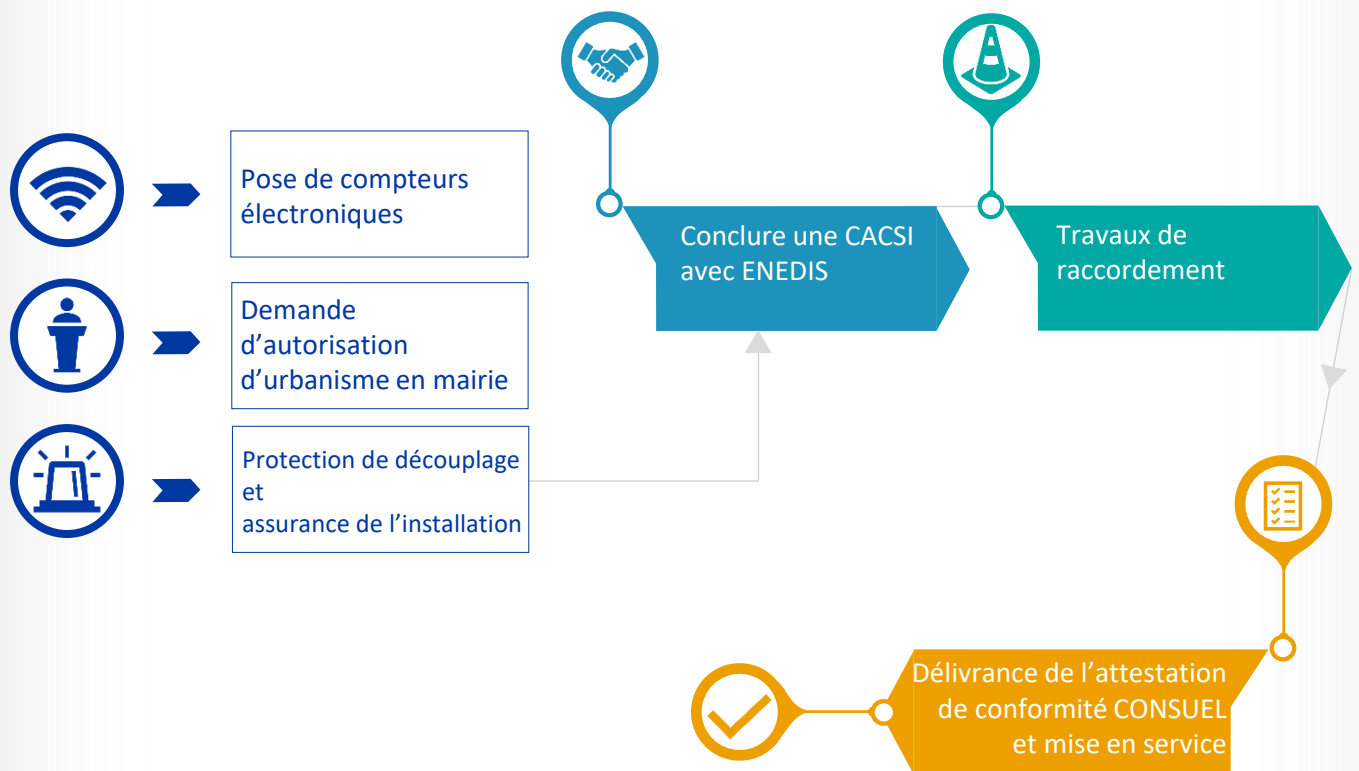 Pose de compteurs
électroniques
Demande
d’autorisation
d’urbanisme en mairie
Protection de découplage
et
assurance de l’installation
Conclure une CACSI
avec ENEDIS
Travaux de
raccordement
Délivrance de l’attestation
de conformité CONSUEL
et mise en service